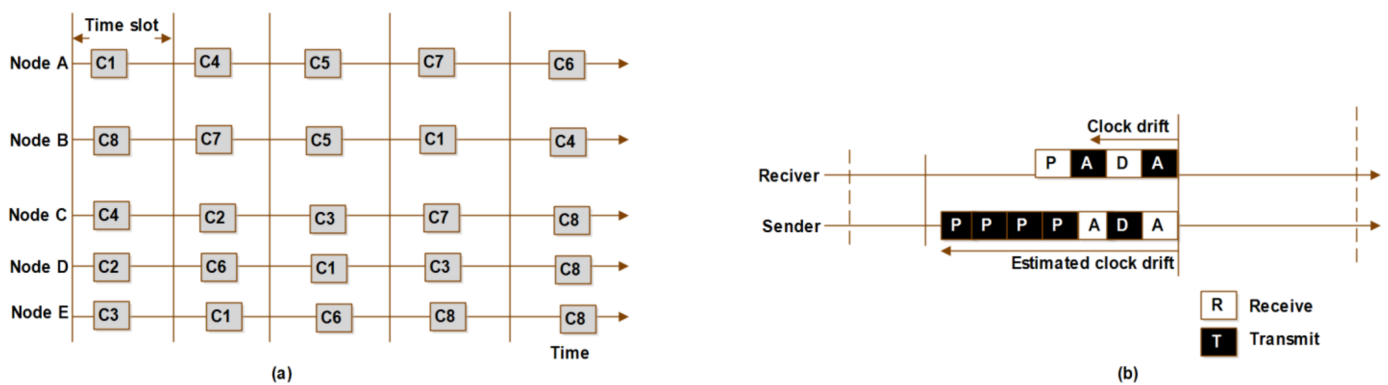 Time slot
Node A C1 C4 C5 C7 C6
Node B C8 C7 C5 C1 C4
Node C C4 C2 C3 C7 C8
Node D C2 C6 C1 C3 C8
Node E C3 C1 C6 C8 C8
Time
(a)
Clock drift
Reciver P A D A
Sender P P P P A D A
Estimated clock drift
R Receive
T Transmit
(b)